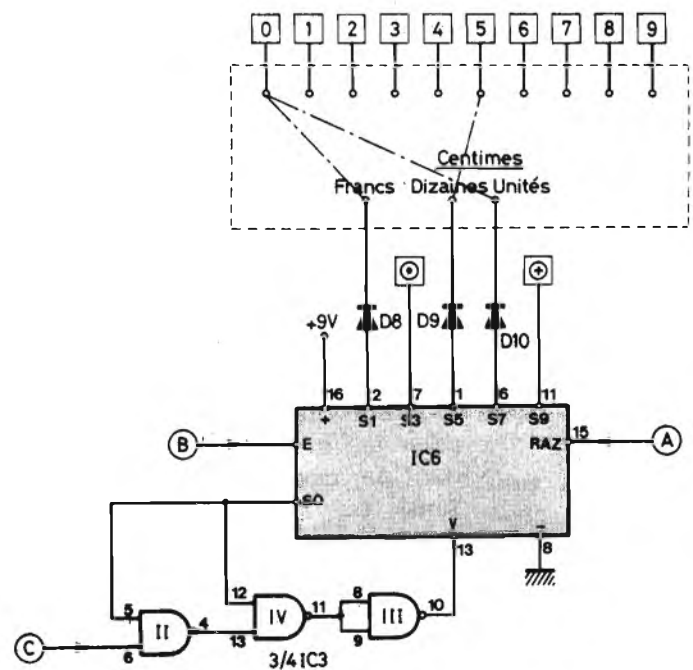 0 1 2 3 4 5 6 7 8 9
Centimes
Francs Dizaines Unités
+9V
D8
D9
D10
16 2 7 1 6 11
+ S1 S3 S5 S7 S9
B
E
IC6
RAZ
15
A
S0
V
-
13
8
5
6
II
4
12
13
IV
11
8
9
III
10
C
3/4 IC3